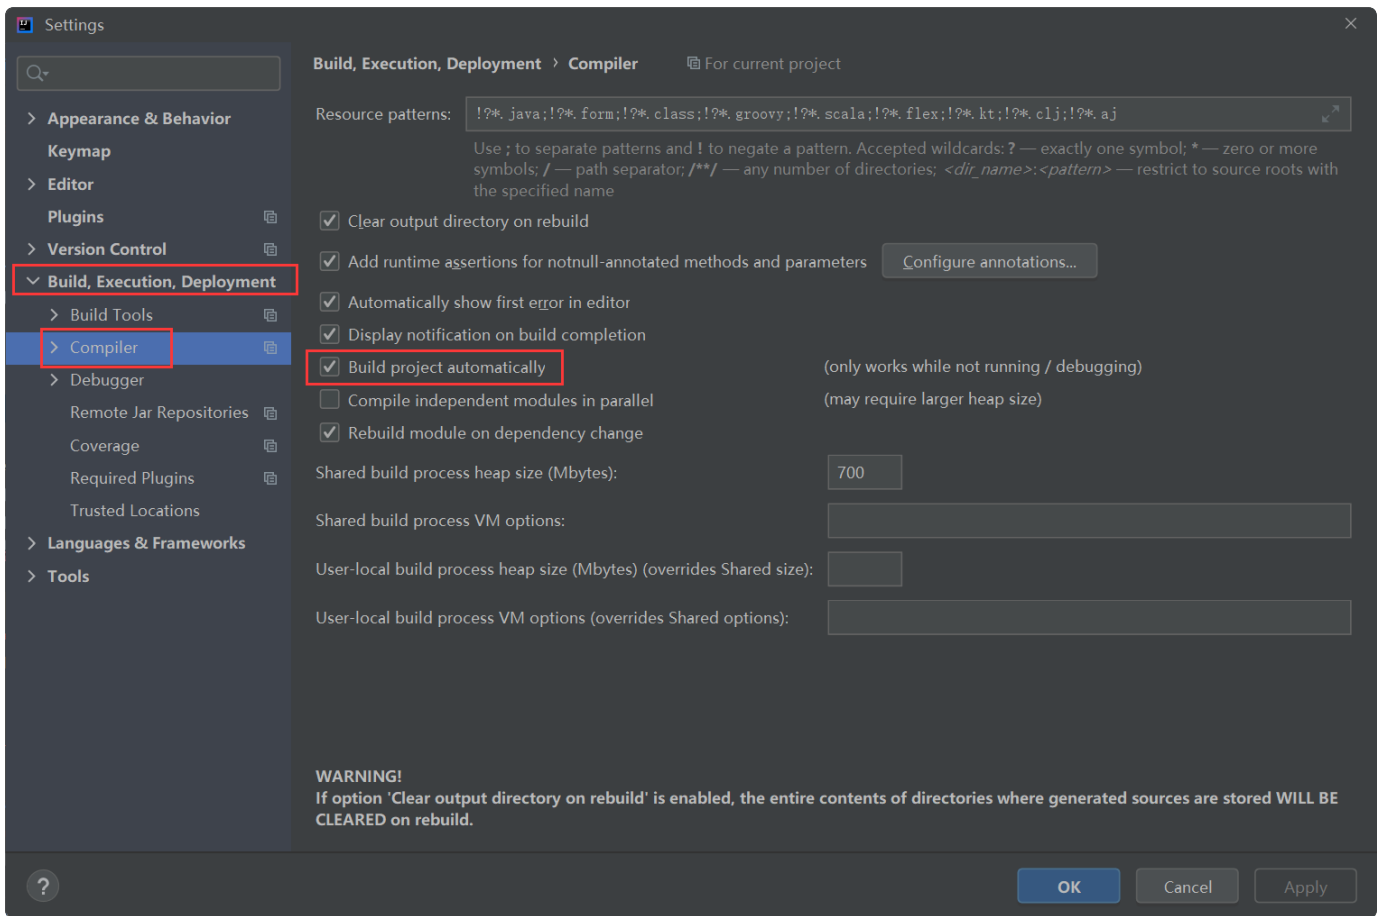 Settings
Build, Execution, Deployment › Compiler For current project
Appearance & Behavior
Keymap
Editor
Plugins
Version Control
Build, Execution, Deployment
Build Tools
Compiler
Debugger
Remote Jar Repositories
Coverage
Required Plugins
Trusted Locations
Languages & Frameworks
Tools
Resource patterns: !?*.java;!?*.form;!?*.class;!?*.groovy;!?*.scala;!?*.flex;!?*.kt;!?*.clj;!?*.aj
Use ; to separate patterns and ! to negate a pattern. Accepted wildcards: ? — exactly one symbol; * — zero or more
symbols; / — path separator; /**/ — any number of directories; <dir_name>:<pattern> — restrict to source roots with
the specified name
Clear output directory on rebuild
Add runtime assertions for notnull-annotated methods and parameters Configure annotations...
Automatically show first error in editor
Display notification on build completion
Build project automatically (only works while not running / debugging)
Compile independent modules in parallel (may require larger heap size)
Rebuild module on dependency change
Shared build process heap size (Mbytes): 700
Shared build process VM options:
User-local build process heap size (Mbytes) (overrides Shared size):
User-local build process VM options (overrides Shared options):
WARNING!
If option 'Clear output directory on rebuild' is enabled, the entire contents of directories where generated sources are stored WILL BE
CLEARED on rebuild.
? OK Cancel Apply